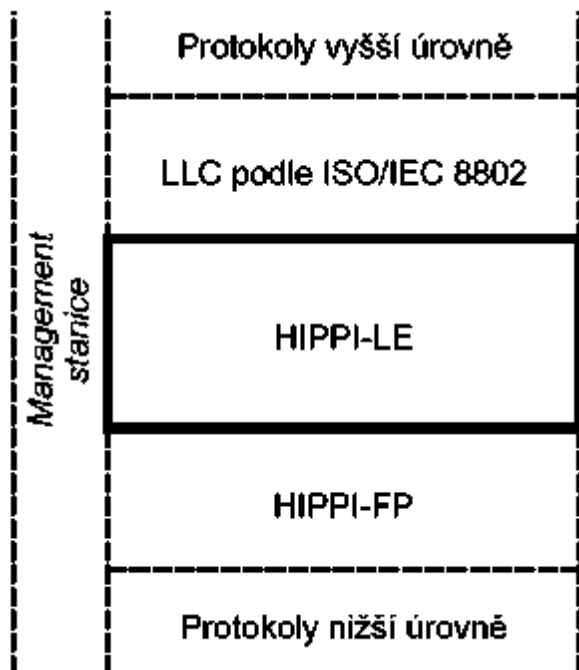 Protokoly vyšší úrovně
LLC podle ISO/IEC 8802
Management
stanice
HIPPI-LE
HIPPI-FP
Protokoly nižší úrovně